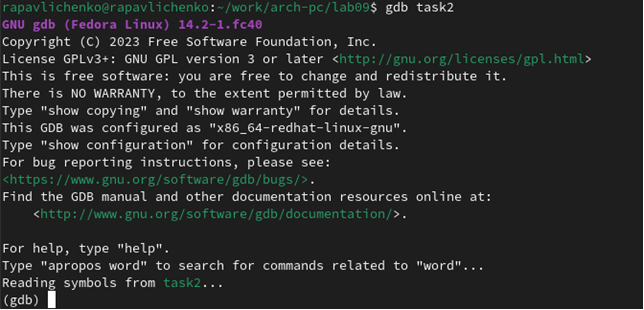 rapavlichenko@rapavlichenko:~/work/arch-pc/lab09$ gdb task2
GNU gdb (Fedora Linux) 14.2-1.fc40
Copyright (C) 2023 Free Software Foundation, Inc.
License GPLv3+: GNU GPL version 3 or later <http://gnu.org/licenses/gpl.html>
This is free software: you are free to change and redistribute it.
There is NO WARRANTY, to the extent permitted by law.
Type "show copying" and "show warranty" for details.
This GDB was configured as "x86_64-redhat-linux-gnu".
Type "show configuration" for configuration details.
For bug reporting instructions, please see:
<https://www.gnu.org/software/gdb/bugs/>.
Find the GDB manual and other documentation resources online at:
    <http://www.gnu.org/software/gdb/documentation/>.

For help, type "help".
Type "apropos word" to search for commands related to "word"...
Reading symbols from task2...
(gdb)